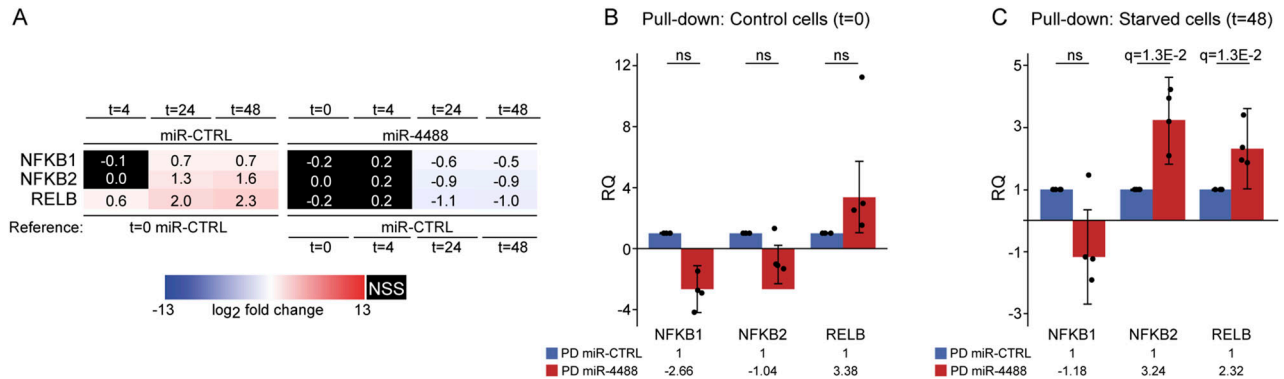 A
t=4 t=24 t=48 t=0 t=4 t=24 t=48
miR-CTRL miR-4488
NFKB1 -0.1 0.7 0.7 -0.2 0.2 -0.6 -0.5
NFKB2 0.0 1.3 1.6 0.0 0.2 -0.9 -0.9
RELB 0.6 2.0 2.3 -0.2 0.2 -1.1 -1.0
Reference: t=0 miR-CTRL miR-CTRL
t=0 t=4 t=24 t=48
NSS
-13 log2 fold change 13
B Pull-down: Control cells (t=0)
ns ns ns
12
8
4
0
-4
RQ
NFKB1 NFKB2 RELB
PD miR-CTRL 1 1 1
PD miR-4488 -2.66 -1.04 3.38
C Pull-down: Starved cells (t=48)
ns q=1.3E-2 q=1.3E-2
5
3
1
-1
-3
RQ
NFKB1 NFKB2 RELB
PD miR-CTRL 1 1 1
PD miR-4488 -1.18 3.24 2.32